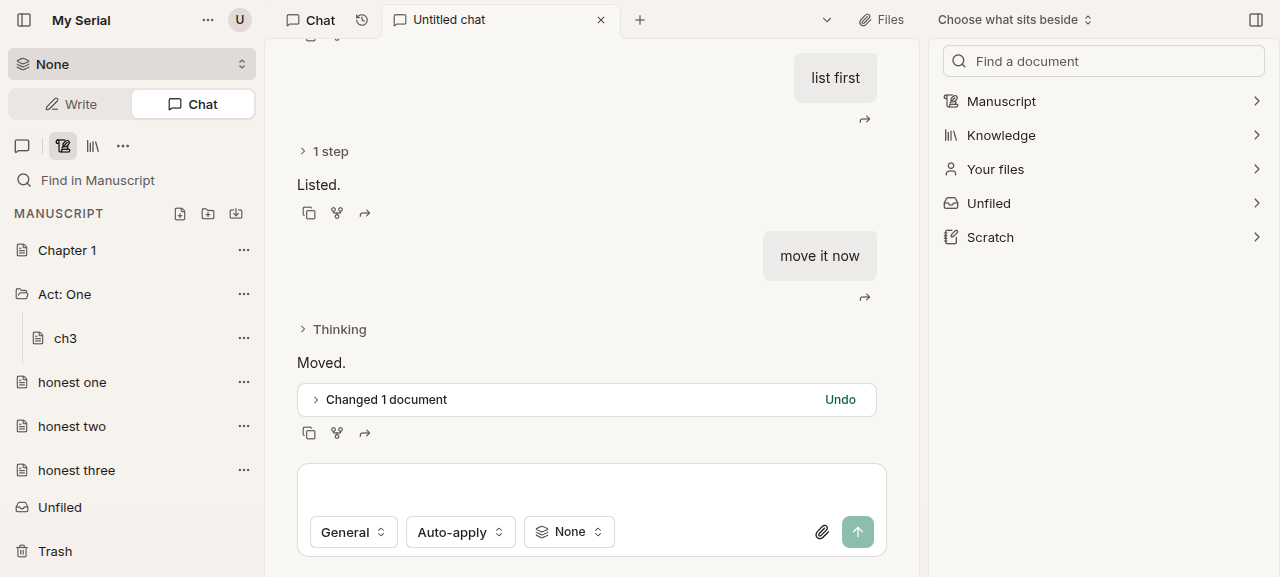 My Serial
U
Chat
Untitled chat
Files
Choose what sits beside
None
Write
Chat
Find in Manuscript
MANUSCRIPT
Chapter 1
Act: One
ch3
honest one
honest two
honest three
Unfiled
Trash
list first
1 step
Listed.
move it now
Thinking
Moved.
Changed 1 document
Undo
General
Auto-apply
None
Find a document
Manuscript
Knowledge
Your files
Unfiled
Scratch